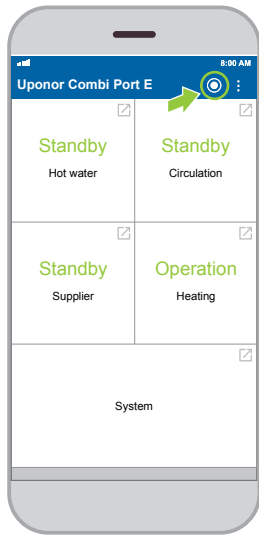 8:00 AM
Uponor Combi Port E
Standby
Hot water
Standby
Circulation
Standby
Supplier
Operation
Heating
System